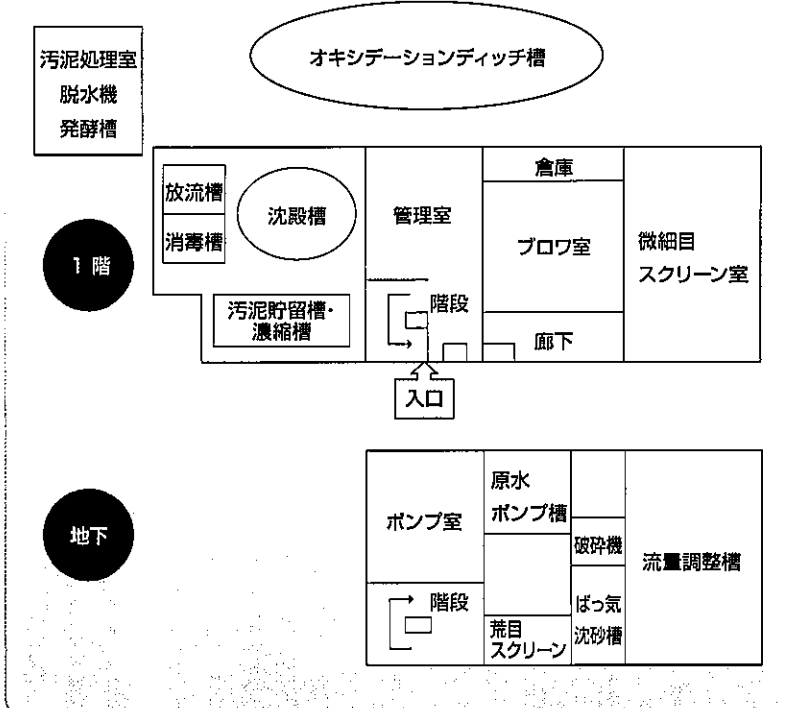 汚泥処理室
脱水機
発酵槽
オキシデーションディッチ槽
1階
放流槽
消毒槽
沈殿槽
汚泥貯留槽・
濃縮槽
管理室
階段
倉庫
ブロワ室
廊下
微細目
スクリーン室
入口
地下
ポンプ室
階段
原水
ポンプ槽
荒目
スクリーン
破砕機
ばっ気
沈砂槽
流量調整槽